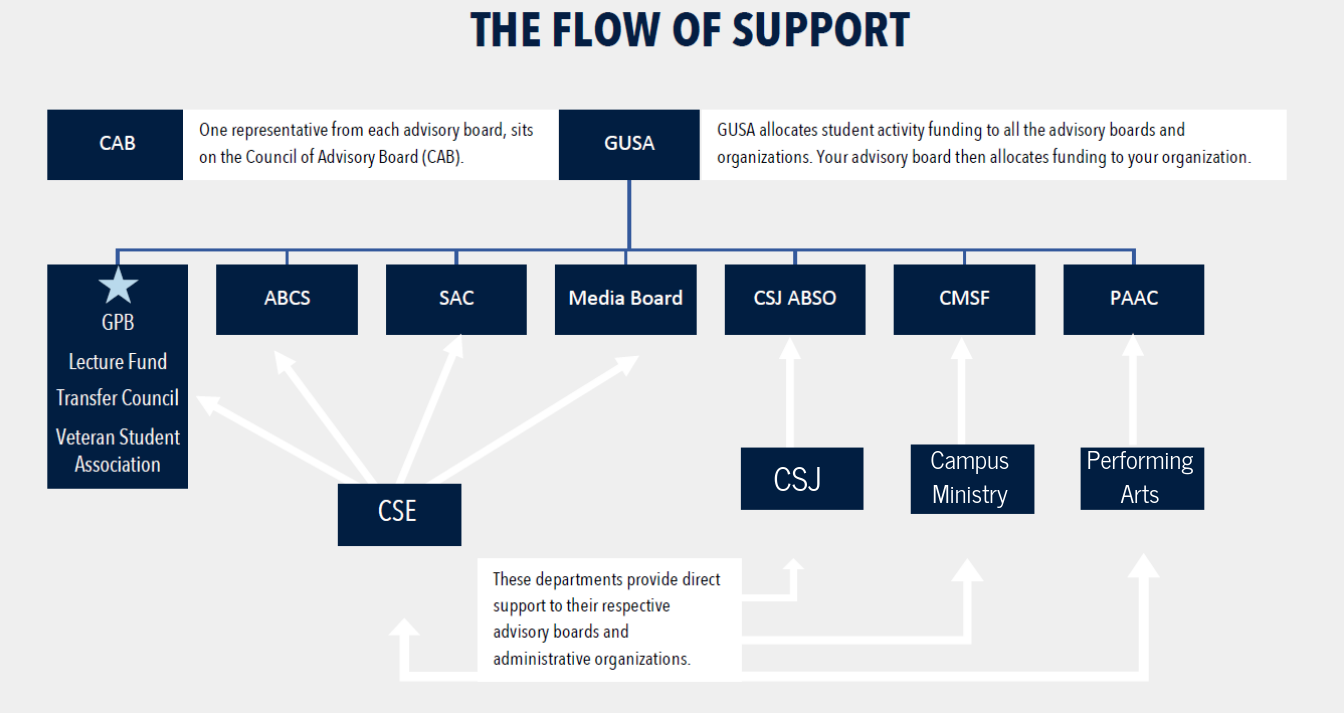 THE FLOW OF SUPPORT
CAB
One representative from each advisory board, sits
on the Council of Advisory Board (CAB).
GUSA
GUSA allocates student activity funding to all the advisory boards and
organizations. Your advisory board then allocates funding to your organization.
GPB
Lecture Fund
Transfer Council
Veteran Student
Association
ABCS
SAC
Media Board
CSJ ABSO
CMSF
PAAC
CSE
CSJ
Campus
Ministry
Performing
Arts
These departments provide direct
support to their respective
advisory boards and
administrative organizations.